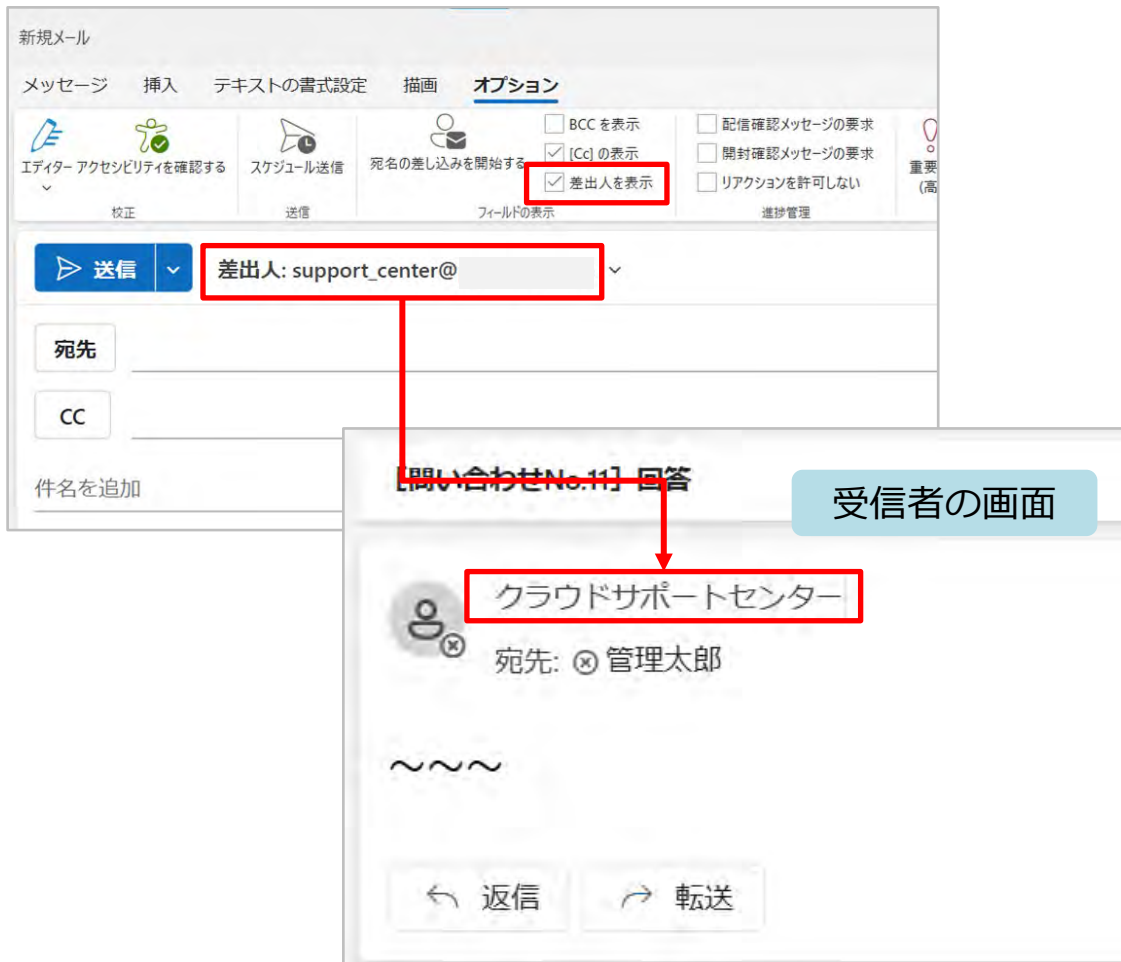 新規メール
メッセージ 挿入 テキストの書式設定 描画 オプション
エディター アクセシビリティを確認する スケジュール送信 宛名の差し込みを開始する
BCC を表示
[Cc] の表示
差出人を表示
配信確認メッセージの要求
開封確認メッセージの要求
リアクションを許可しない
重要
(高
校正 送信 フィールドの表示 進捗管理
送信 差出人: support_center@
宛先
CC
件名を追加
[問い合わせNo.11] 回答
受信者の画面
クラウドサポートセンター
宛先: 管理太郎
～～～
返信 転送